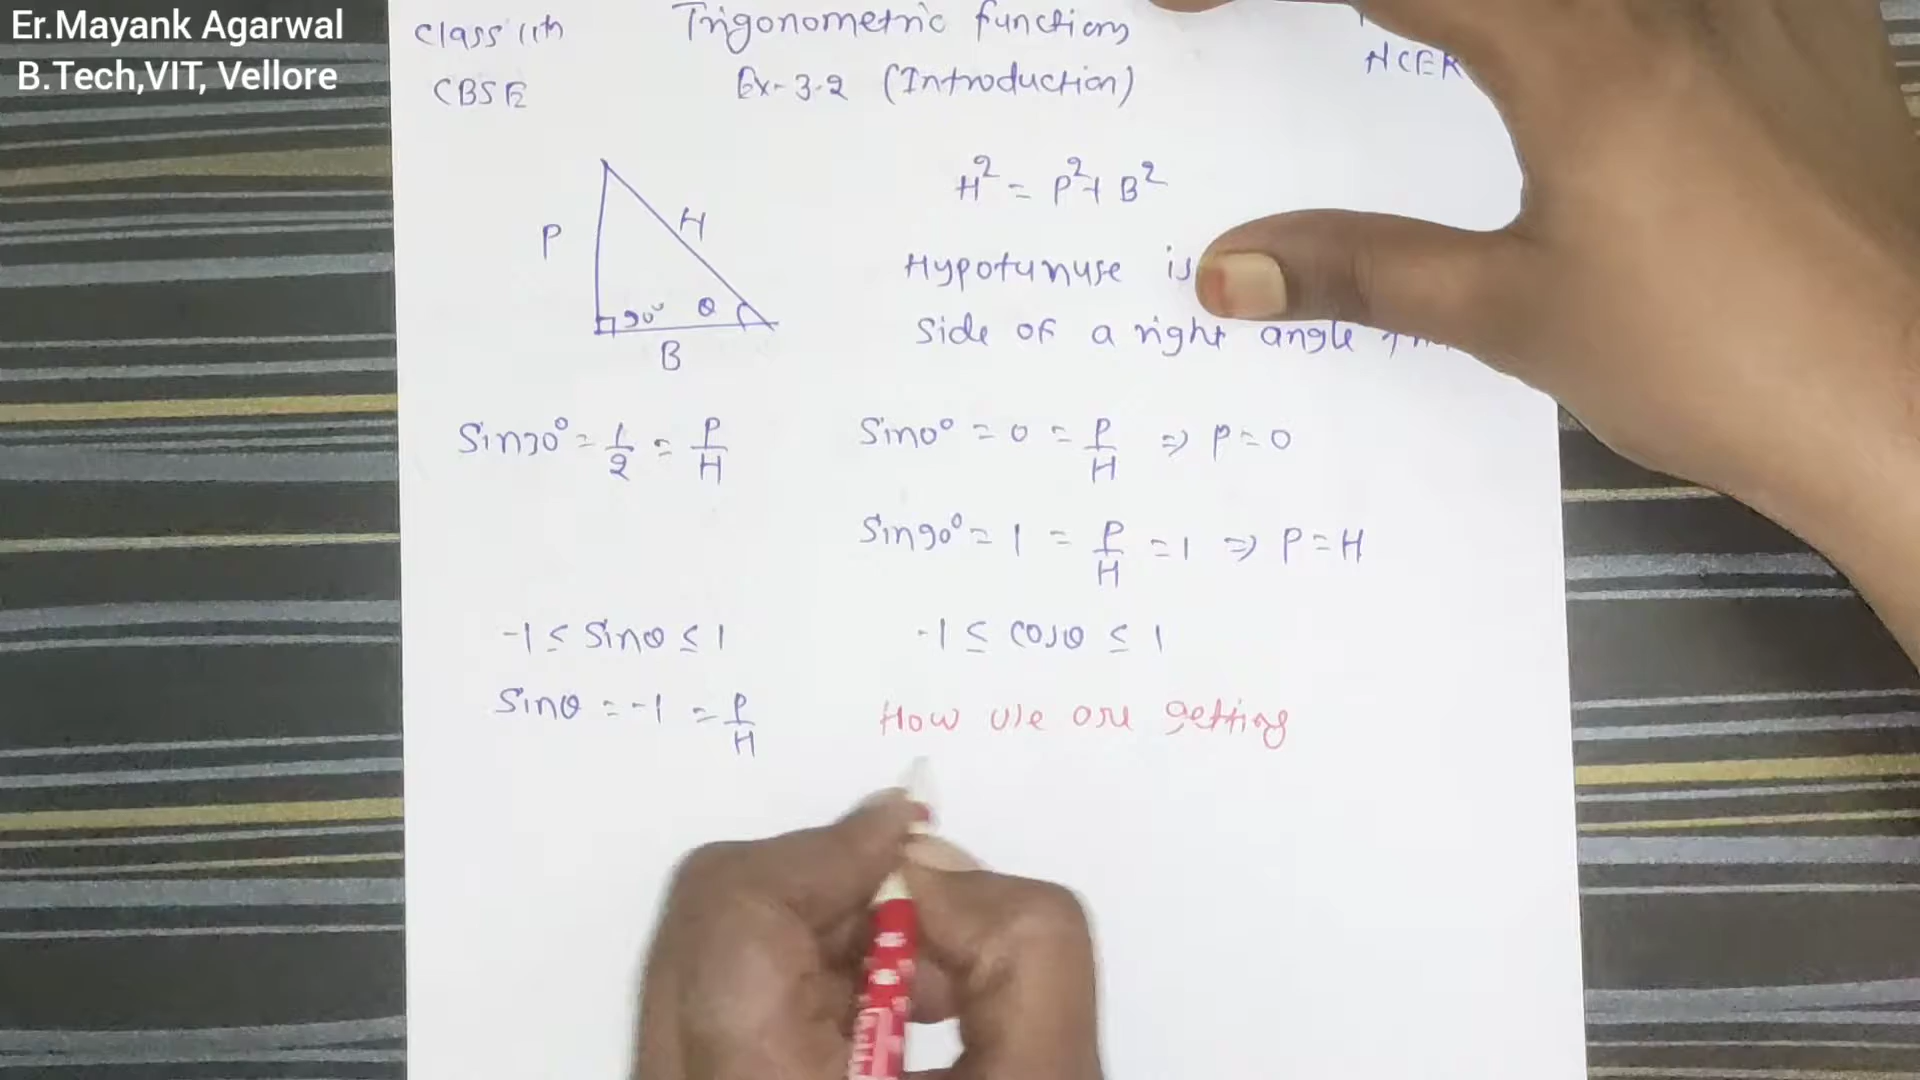 Er.Mayank Agarwal
B.Tech,VIT, Vellore
Class 11th
CBSE
Trigonometric functions
Ex-3.2 (Introduction)
NCER
H² = P²+ B²
P
H
90° θ
B
Hypotunuse is
Side of a right angle
Sin30° = 1/2 = P/H
Sin0° = 0 = P/H => P=0
Sin90° = 1 = P/H = 1 => P=H
-1 ≤ Sinθ ≤ 1
-1 ≤ cosθ ≤ 1
Sinθ = -1 = P/H
How we are getting